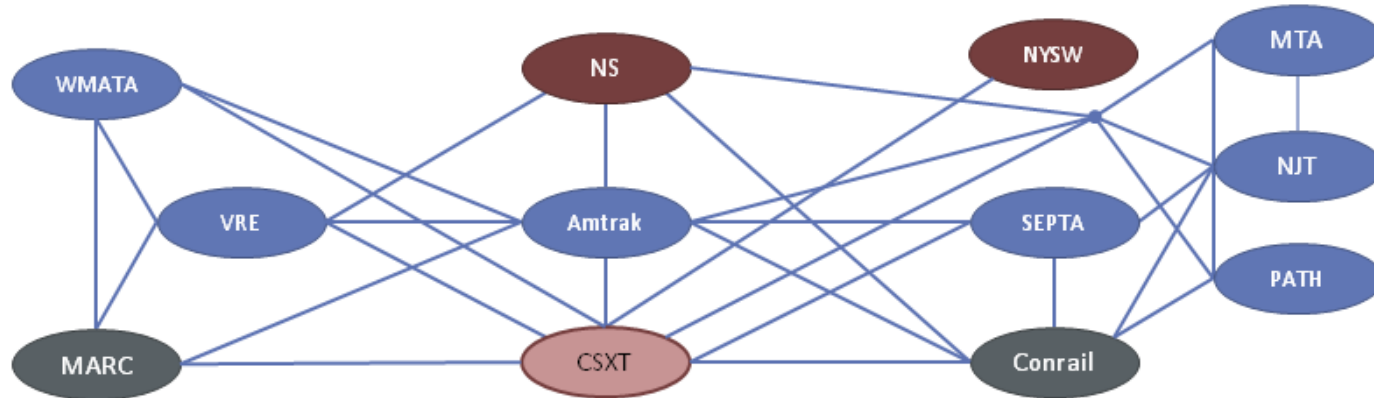 WMATA
NS
NYSW
MTA
VRE
Amtrak
SEPTA
NJT
PATH
MARC
CSXT
Conrail